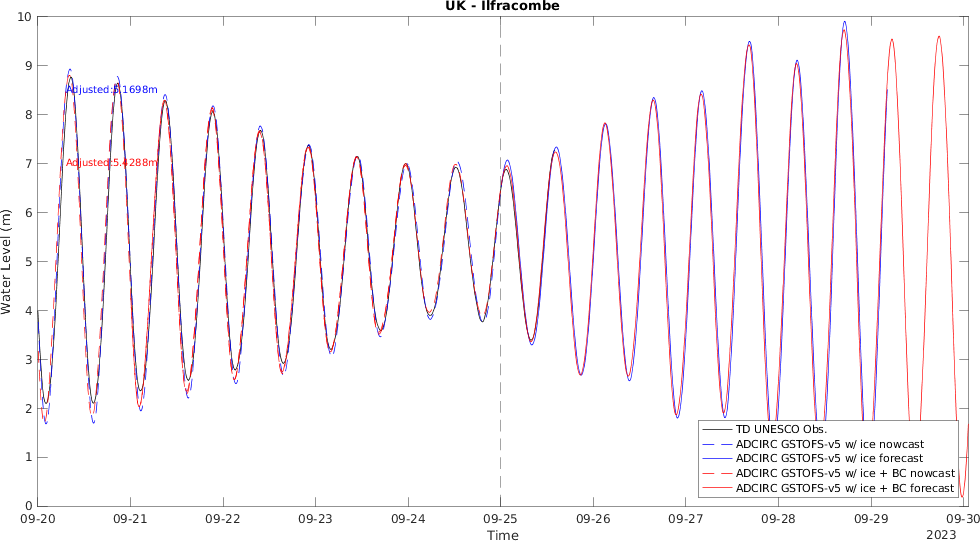 UK - Ilfracombe
10
9
8
7
6
5
4
3
2
1
0
Water Level (m)
Adjusted:5.1698m
Adjusted:5.4288m
TD UNESCO Obs.
ADCIRC GSTOFS-v5 w/ ice nowcast
ADCIRC GSTOFS-v5 w/ ice forecast
ADCIRC GSTOFS-v5 w/ ice + BC nowcast
ADCIRC GSTOFS-v5 w/ ice + BC forecast
09-20 09-21 09-22 09-23 09-24 09-25 09-26 09-27 09-28 09-29 09-30
Time
2023